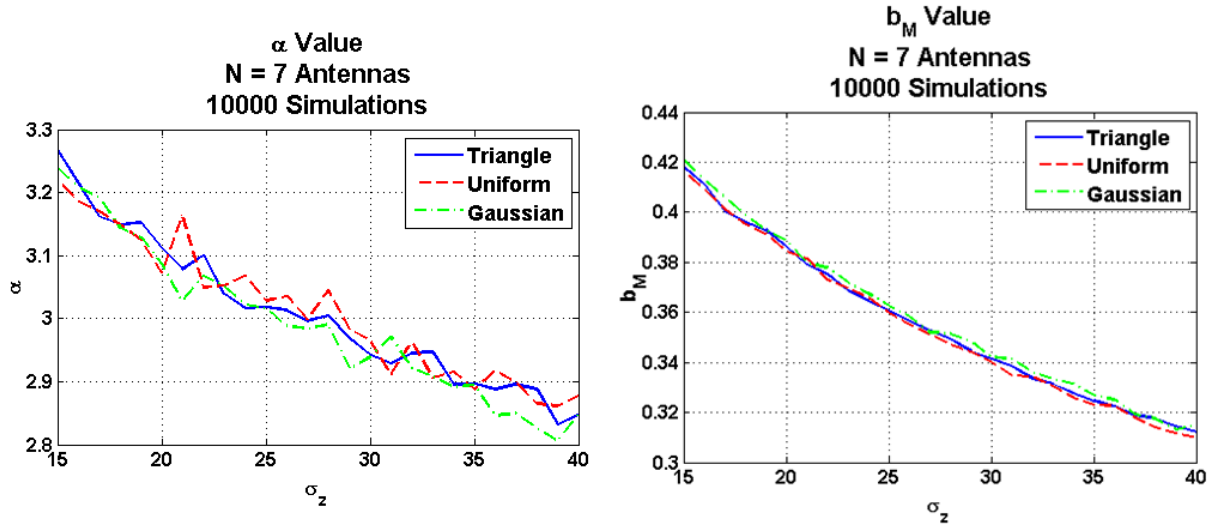 α Value
N = 7 Antennas
10000 Simulations
3.3
3.2
3.1
3
2.9
2.8
α
Triangle
Uniform
Gaussian
15 20 25 30 35 40
σz
bM Value
N = 7 Antennas
10000 Simulations
0.44
0.42
0.4
0.38
0.36
0.34
0.32
0.3
bM
Triangle
Uniform
Gaussian
15 20 25 30 35 40
σz